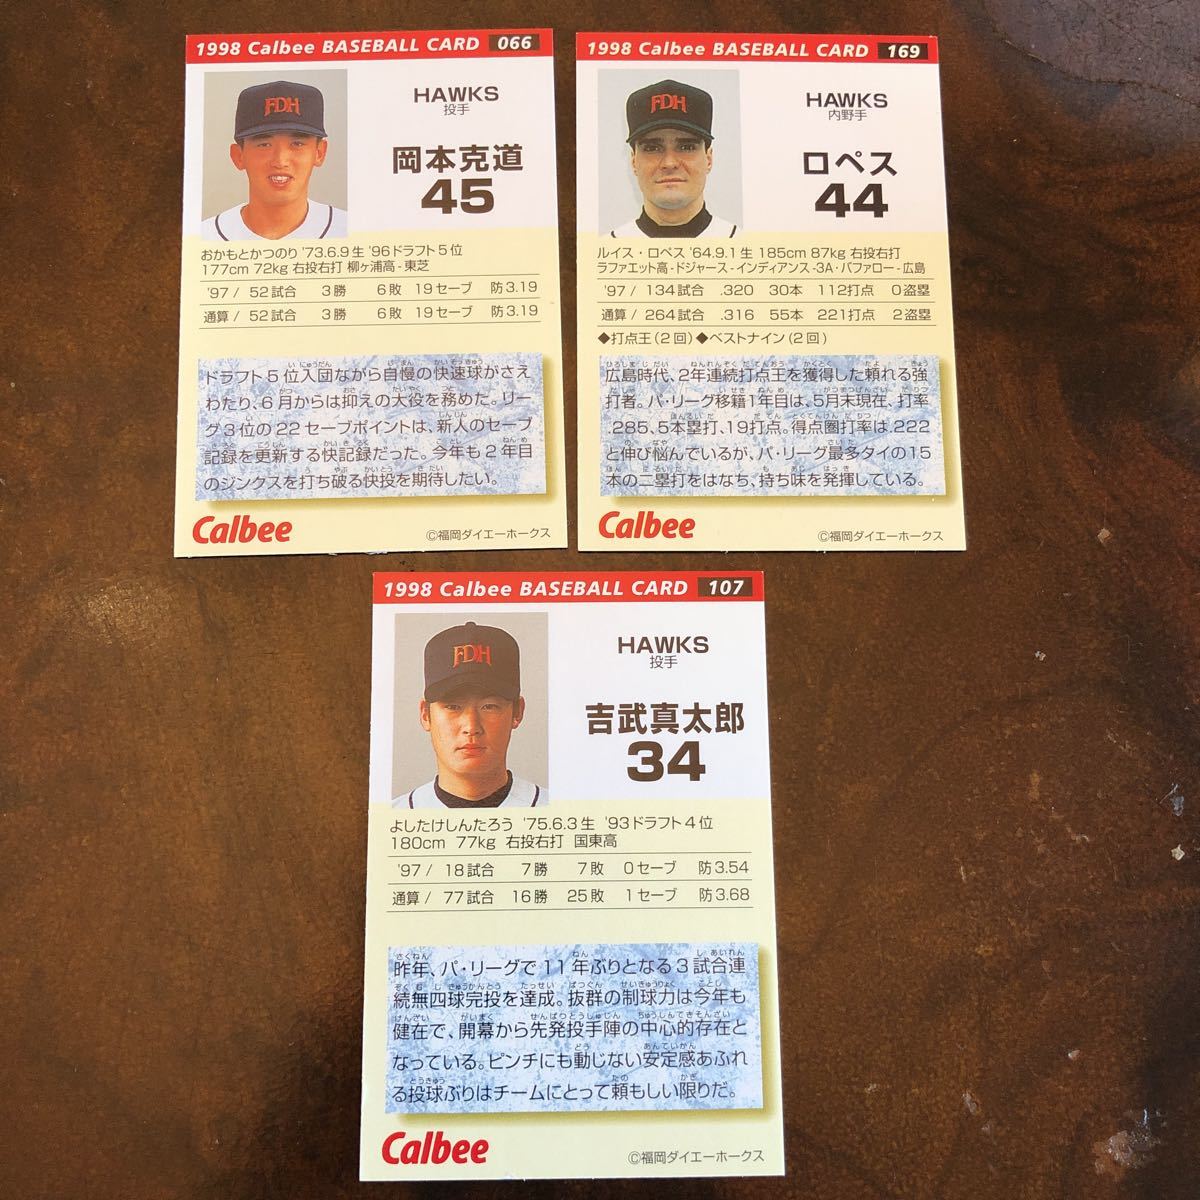 1998 Calbee BASEBALL CARD 066
FDH
HAWKS
投手
岡本克道
45
おかもとかつのり '73.6.9生 '96ドラフト5位
177cm 72kg 右投右打 柳ヶ浦高-東芝
'97/ 52試合 3勝 6敗 19セーブ 防3.19
通算/ 52試合 3勝 6敗 19セーブ 防3.19
ドラフト5位入団ながら自慢の快速球がさえ
わたり、6月からは抑えの大役を務めた。リー
グ3位の22セーブポイントは、新人のセーブ
記録を更新する快記録だった。今年も2年目
のジンクスを打ち破る快投を期待したい。
Calbee
©福岡ダイエーホークス
1998 Calbee BASEBALL CARD 169
FDH
HAWKS
内野手
ロペス
44
ルイス・ロペス '64.9.1生 185cm 87kg 右投右打
ラファエット高-ドジャース-インディアンス-3A・バファロー-広島
'97/ 134試合 .320 30本 112打点 0盗塁
通算/ 264試合 .316 55本 221打点 2盗塁
◆打点王(2回)◆ベストナイン(2回)
広島時代、2年連続打点王を獲得した頼れる強
打者。パ・リーグ移籍1年目は、5月末現在、打率
.285、5本塁打、19打点。得点圏打率は.222
と伸び悩んでいるが、パ・リーグ最多タイの15
本の二塁打をはなち、持ち味を発揮している。
Calbee
©福岡ダイエーホークス
1998 Calbee BASEBALL CARD 107
FDH
HAWKS
投手
吉武真太郎
34
よしたけしんたろう '75.6.3生 '93ドラフト4位
180cm 77kg 右投右打 国東高
'97/ 18試合 7勝 7敗 0セーブ 防3.54
通算/ 77試合 16勝 25敗 1セーブ 防3.68
昨年、パ・リーグで11年ぶりとなる3試合連
続無四球完投を達成。抜群の制球力は今年も
健在で、開幕から先発投手陣の中心的存在と
なっている。ピンチにも動じない安定感あふれ
る投球ぶりはチームにとって頼もしい限りだ。
Calbee
©福岡ダイエーホークス